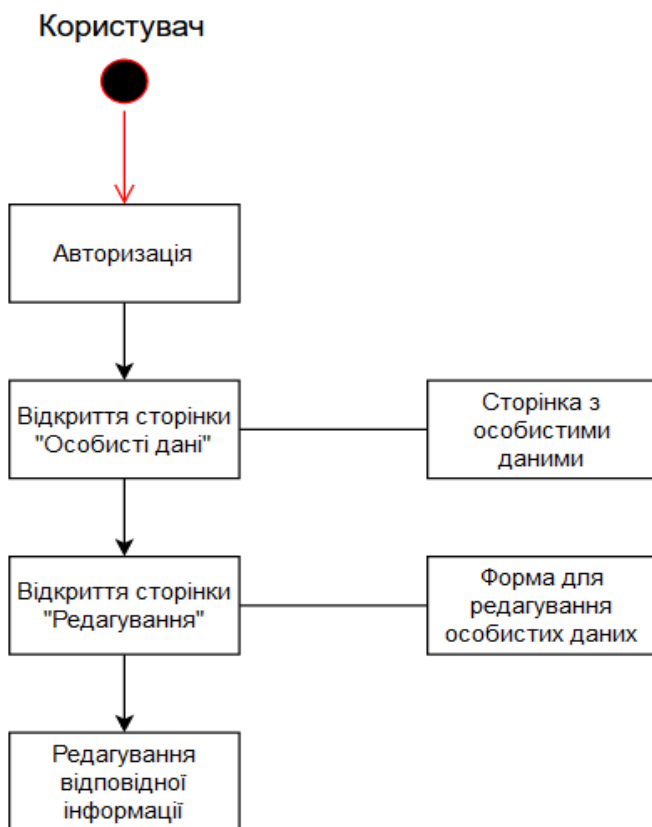 Користувач
Авторизація
Відкриття сторінки
"Особисті дані"
Сторінка з
особистими
даними
Відкриття сторінки
"Редагування"
Форма для
редагування
особистих даних
Редагування
відповідної
інформації